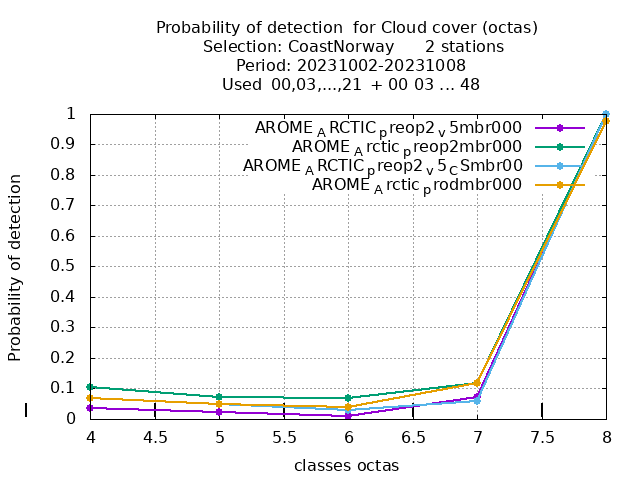 Probability of detection  for Cloud cover (octas)
Selection: CoastNorway      2 stations
Period: 20231002-20231008
Used  00,03,...,21  + 00 03 ... 48
AROME_ARCTIC_preop2_v5mbr000
AROME_Arctic_preop2mbr000
AROME_ARCTIC_preop2_v5_CSmbr00
AROME_Arctic_prodmbr000
Probability of detection
1
0.9
0.8
0.7
0.6
0.5
0.4
0.3
0.2
0.1
0
4 4.5 5 5.5 6 6.5 7 7.5 8
classes octas